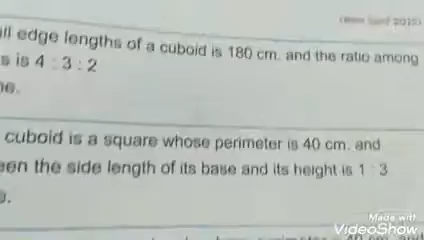 ll edge lengths of a cuboid is 180 cm. and the ratio among
s is 4 : 3 : 2
e.
cuboid is a square whose perimeter is 40 cm. and
een the side length of its base and its height is 1 : 3
Made with
VideoShow